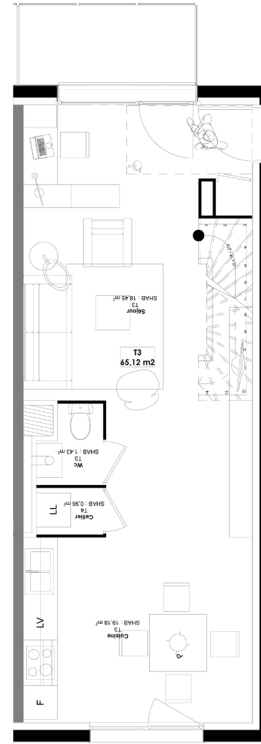 SHAB : 18,45 m²
T3
Séjour
T3
65,12 m2
SHAB : 1,43 m²
T3
Wc
LL
SHAB : 0,96 m²
T4
Cellier
LV
SHAB : 19,18 m²
T3
Cuisine
P
F